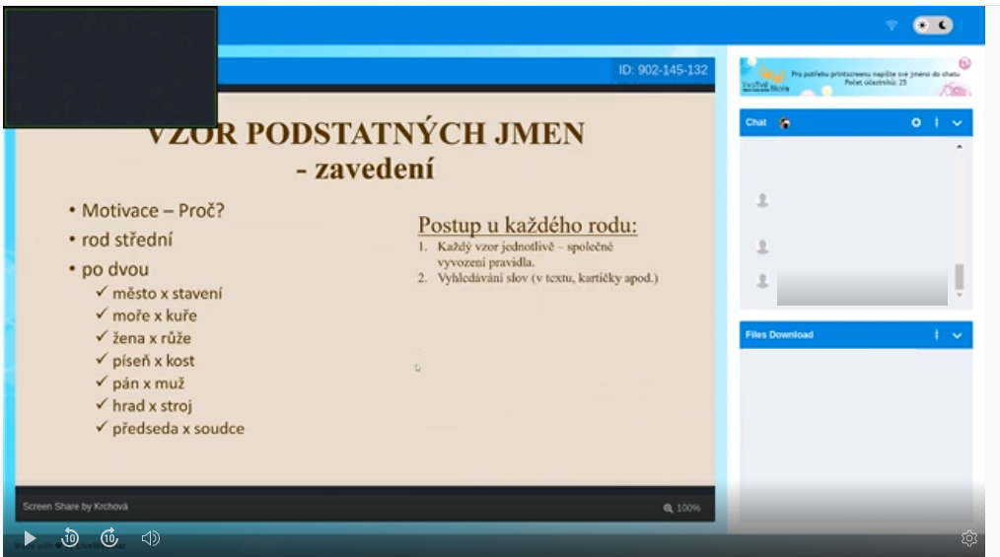 ID: 902-145-132
VZOR PODSTATNÝCH JMEN
- zavedení
• Motivace – Proč?
• rod střední
• po dvou
✓ město x stavení
✓ moře x kuře
✓ žena x růže
✓ píseň x kost
✓ pán x muž
✓ hrad x stroj
✓ předseda x soudce
Postup u každého rodu:
1. Každý vzor jednotlivě – společné
vyvození pravidla.
2. Vyhledávání slov (v textu, kartičky apod.)
Screen Share by Krchová
100%
Pro potřebu printscreenu napište své jméno do chatu
Počet účastníků: 25
Chat
Files Download
10
10